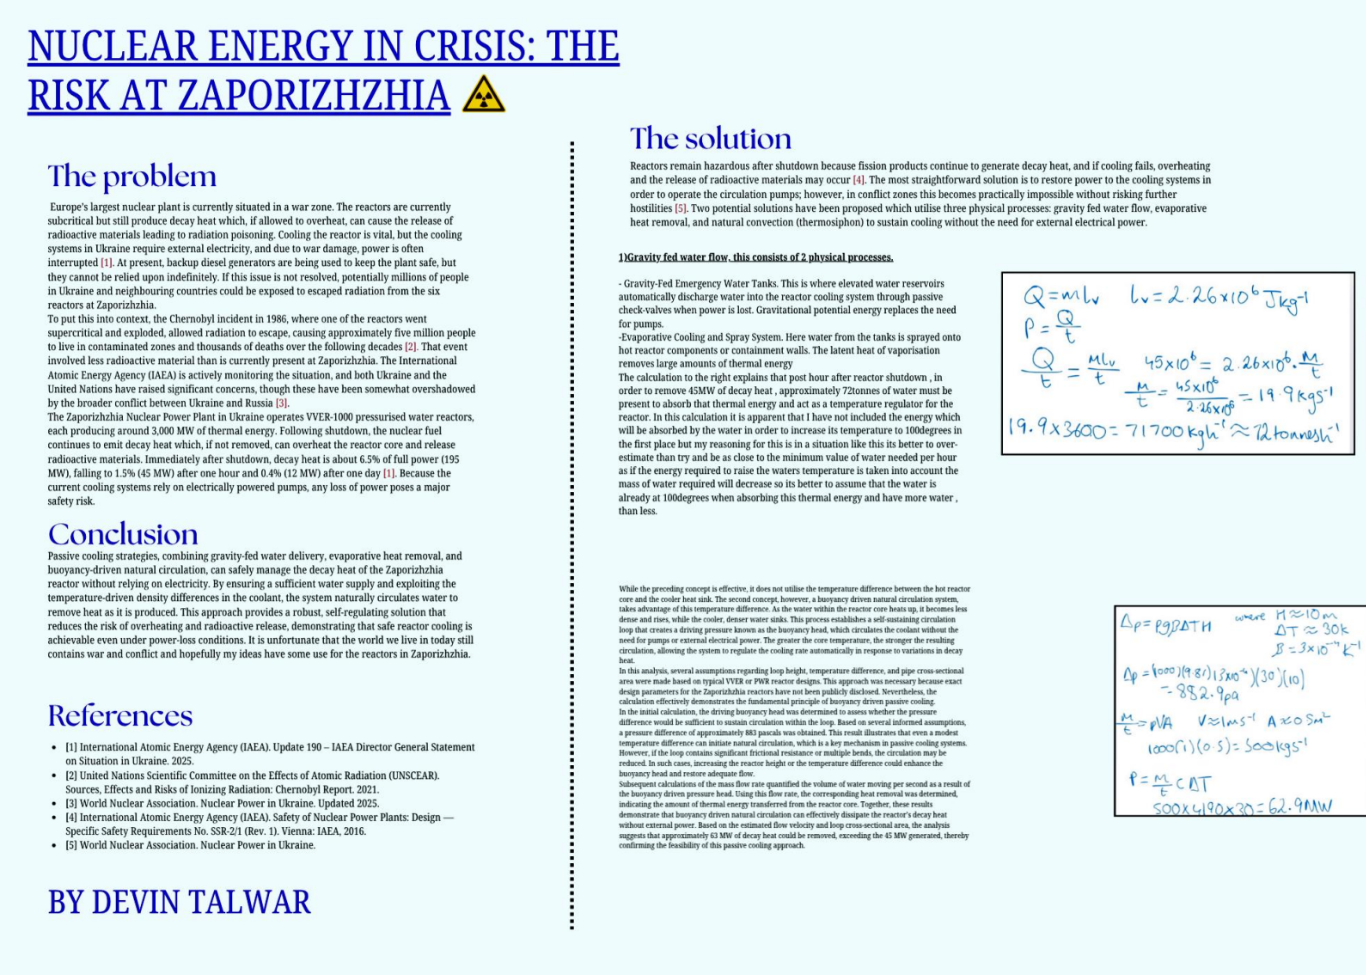 NUCLEAR ENERGY IN CRISIS: THE
RISK AT ZAPORIZHZHIA
The problem
Europe's largest nuclear plant is currently situated in a war zone. The reactors are currently
subcritical but still produce decay heat which, if allowed to overheat, can cause the release of
radioactive materials leading to radiation poisoning. Cooling the reactor is vital, but the cooling
systems in Ukraine require external electricity, and due to war damage, power is often
interrupted [1]. At present, backup diesel generators are being used to keep the plant safe, but
they cannot be relied upon indefinitely. If this issue is not resolved, potentially millions of people
in Ukraine and neighbouring countries could be exposed to escaped radiation from the six
reactors at Zaporizhzhia.
To put this into context, the Chernobyl incident in 1986, where one of the reactors went
supercritical and exploded, allowed radiation to escape, causing approximately five million people
to live in contaminated zones and thousands of deaths over the following decades [2]. That event
involved less radioactive material than is currently present at Zaporizhzhia. The International
Atomic Energy Agency (IAEA) is actively monitoring the situation, and both Ukraine and the
United Nations have raised significant concerns, though these have been somewhat overshadowed
by the broader conflict between Ukraine and Russia [3].
The Zaporizhzhia Nuclear Power Plant in Ukraine operates VVER-1000 pressurised water reactors,
each producing around 3,000 MW of thermal energy. Following shutdown, the nuclear fuel
continues to emit decay heat which, if not removed, can overheat the reactor core and release
radioactive materials. Immediately after shutdown, decay heat is about 6.5% of full power (195
MW), falling to 1.5% (45 MW) after one hour and 0.4% (12 MW) after one day [1]. Because the
current cooling systems rely on electrically powered pumps, any loss of power poses a major
safety risk.
Conclusion
Passive cooling strategies, combining gravity-fed water delivery, evaporative heat removal, and
buoyancy-driven natural circulation, can safely manage the decay heat of the Zaporizhzhia
reactor without relying on electricity. By ensuring a sufficient water supply and exploiting the
temperature-driven density differences in the coolant, the system naturally circulates water to
remove heat as it is produced. This approach provides a robust, self-regulating solution that
reduces the risk of overheating and radioactive release, demonstrating that safe reactor cooling is
achievable even under power-loss conditions. It is unfortunate that the world we live in today still
contains war and conflict and hopefully my ideas have some use for the reactors in Zaporizhzhia.
References
• [1] International Atomic Energy Agency (IAEA). Update 190 – IAEA Director General Statement
on Situation in Ukraine. 2025.
• [2] United Nations Scientific Committee on the Effects of Atomic Radiation (UNSCEAR).
Sources, Effects and Risks of Ionizing Radiation: Chernobyl Report. 2021.
• [3] World Nuclear Association. Nuclear Power in Ukraine. Updated 2025.
• [4] International Atomic Energy Agency (IAEA). Safety of Nuclear Power Plants: Design —
Specific Safety Requirements No. SSR-2/1 (Rev. 1). Vienna: IAEA, 2016.
• [5] World Nuclear Association. Nuclear Power in Ukraine.
BY DEVIN TALWAR
The solution
Reactors remain hazardous after shutdown because fission products continue to generate decay heat, and if cooling fails, overheating
and the release of radioactive materials may occur [4]. The most straightforward solution is to restore power to the cooling systems in
order to operate the circulation pumps; however, in conflict zones this becomes practically impossible without risking further
hostilities [5]. Two potential solutions have been proposed which utilise three physical processes: gravity fed water flow, evaporative
heat removal, and natural convection (thermosiphon) to sustain cooling without the need for external electrical power.
1)Gravity fed water flow, this consists of 2 physical processes.
- Gravity-Fed Emergency Water Tanks. This is where elevated water reservoirs
automatically discharge water into the reactor cooling system through passive
check-valves when power is lost. Gravitational potential energy replaces the need
for pumps.
-Evaporative Cooling and Spray System. Here water from the tanks is sprayed onto
hot reactor components or containment walls. The latent heat of vaporisation
removes large amounts of thermal energy
The calculation to the right explains that post hour after reactor shutdown , in
order to remove 45MW of decay heat , approximately 72tonnes of water must be
present to absorb that thermal energy and act as a temperature regulator for the
reactor. In this calculation it is apparent that I have not included the energy which
will be absorbed by the water in order to increase its temperature to 100degrees in
the first place but my reasoning for this is in a situation like this its better to over-
estimate than try and be as close to the minimum value of water needed per hour
as if the energy required to raise the waters temperature is taken into account the
mass of water required will decrease so its better to assume that the water is
already at 100degrees when absorbing this thermal energy and have more water ,
than less.
Q=mLv Lv=2.26x10⁶Jkg⁻¹
P=Q/t
Q/t=mLv/t 45x10⁶=2.26x10⁶.M/t
M/t=45x10⁶/2.26x10⁶=19.9kgs⁻¹
19.9x3600=71700kgh⁻¹≈72tonnesh⁻¹
While the preceding concept is effective, it does not utilise the temperature difference between the hot reactor
core and the cooler heat sink. The second concept, however, a buoyancy driven natural circulation system,
takes advantage of this temperature difference. As the water within the reactor core heats up, it becomes less
dense and rises, while the cooler, denser water sinks. This process establishes a self-sustaining circulation
loop that creates a driving pressure known as the buoyancy head, which circulates the coolant without the
need for pumps or external electrical power. The greater the core temperature, the stronger the resulting
circulation, allowing the system to regulate the cooling rate automatically in response to variations in decay
heat.
In this analysis, several assumptions regarding loop height, temperature difference, and pipe cross-sectional
area were made based on typical VVER or PWR reactor designs. This approach was necessary because exact
design parameters for the Zaporizhzhia reactors have not been publicly disclosed. Nevertheless, the
calculation effectively demonstrates the fundamental principle of buoyancy driven passive cooling.
In the initial calculation, the driving buoyancy head was determined to assess whether the pressure
difference would be sufficient to sustain circulation within the loop. Based on several informed assumptions,
a pressure difference of approximately 883 pascals was obtained. This result illustrates that even a modest
temperature difference can initiate natural circulation, which is a key mechanism in passive cooling systems.
However, if the loop contains significant frictional resistance or multiple bends, the circulation may be
reduced. In such cases, increasing the reactor height or the temperature difference could enhance the
buoyancy head and restore adequate flow.
Subsequent calculations of the mass flow rate quantified the volume of water moving per second as a result of
the buoyancy driven pressure head. Using this flow rate, the corresponding heat removal was determined,
indicating the amount of thermal energy transferred from the reactor core. Together, these results
demonstrate that buoyancy driven natural circulation can effectively dissipate the reactor's decay heat
without external power. Based on the estimated flow velocity and loop cross-sectional area, the analysis
suggests that approximately 63 MW of decay heat could be removed, exceeding the 45 MW generated, thereby
confirming the feasibility of this passive cooling approach.
Δp=ρgβΔTH where H≈10m
ΔT≈30k
β=3x10⁻⁴K⁻¹
Δp=(1000)(9.81)(3x10⁻⁴)(30)(10)
=882.9pa
M/t=ρVA V≈1ms⁻¹ A≈0.5m²
1000(1)(0.5)=500kgs⁻¹
P=M/t CΔT
500x4190x30=62.9MW